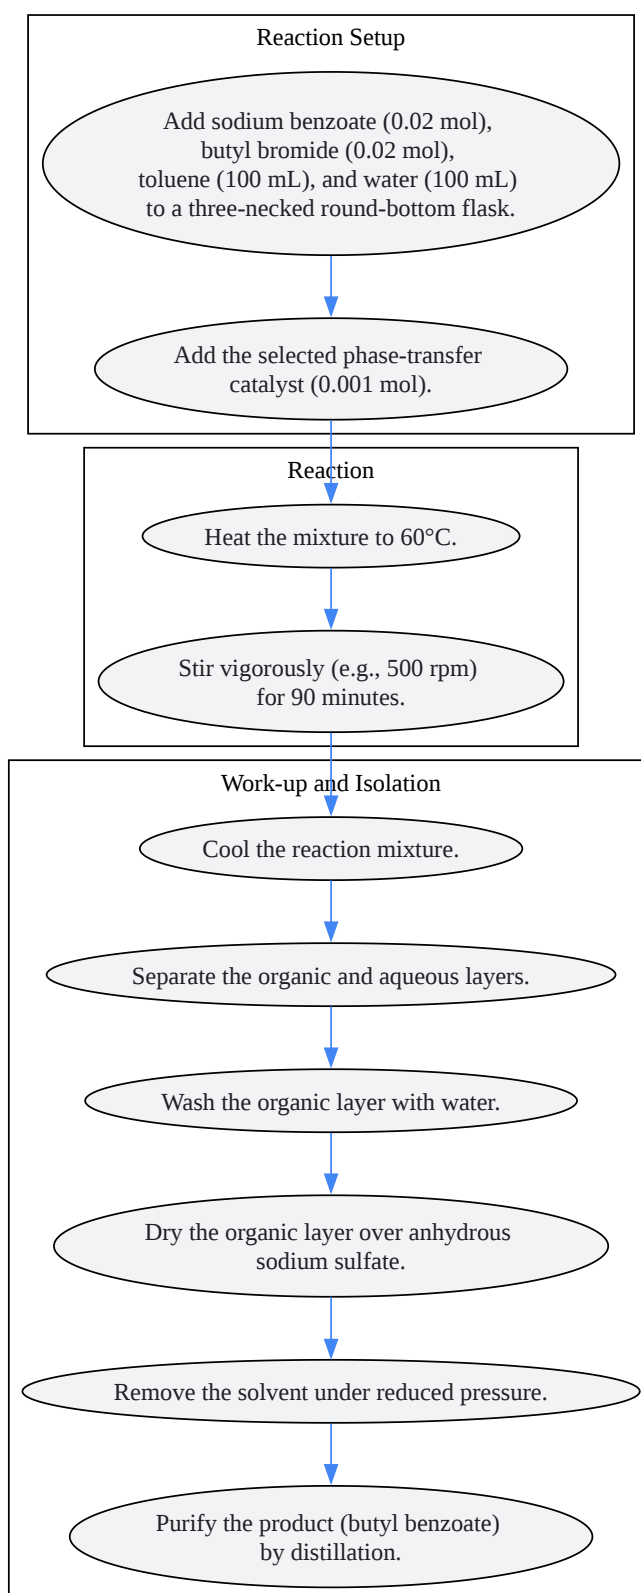 Reaction Setup
Add sodium benzoate (0.02 mol),
butyl bromide (0.02 mol),
toluene (100 mL), and water (100 mL)
to a three-necked round-bottom flask.
Add the selected phase-transfer
catalyst (0.001 mol).
Reaction
Heat the mixture to 60°C.
Stir vigorously (e.g., 500 rpm)
for 90 minutes.
Work-up and Isolation
Cool the reaction mixture.
Separate the organic and aqueous layers.
Wash the organic layer with water.
Dry the organic layer over anhydrous
sodium sulfate.
Remove the solvent under reduced pressure.
Purify the product (butyl benzoate)
by distillation.